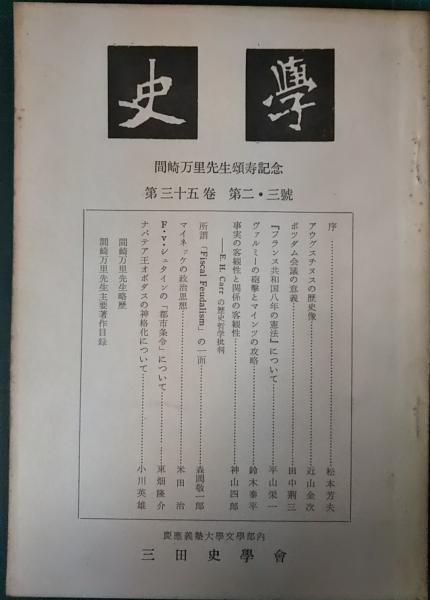 史學
間崎万里先生頌寿記念
第三十五卷 第二・三號
序……松本芳夫
アウグスチヌスの歴史像……近山金次
ポツダム会議の意義……田中荊三
『フランス共和国八年の憲法』について……平山栄一
ヴァルミーの砲撃とマインツの攻略……鈴木泰平
事実の客観性と関係の客観性……神山四郎
——E. H. Carr の歴史哲学批判
所謂「Fiscal Feudalism」の一面……森岡敬一郎
マイネッケの政治思想……米田 治
F・v・シュタインの「都市条令」について……東畑隆介
ナバテア王オボダスの神格化について……小川英雄
間崎万里先生略歴
間崎万里先生主要著作目録
慶應義塾大學文學部内
三田史學會